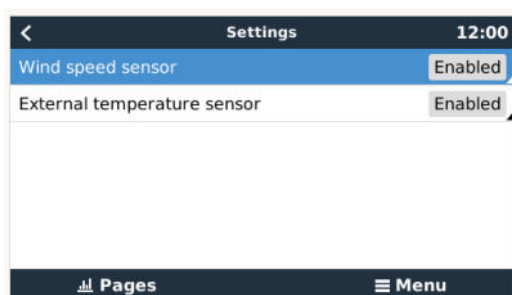 Settings 12:00
Wind speed sensor Enabled
External temperature sensor Enabled
Pages Menu